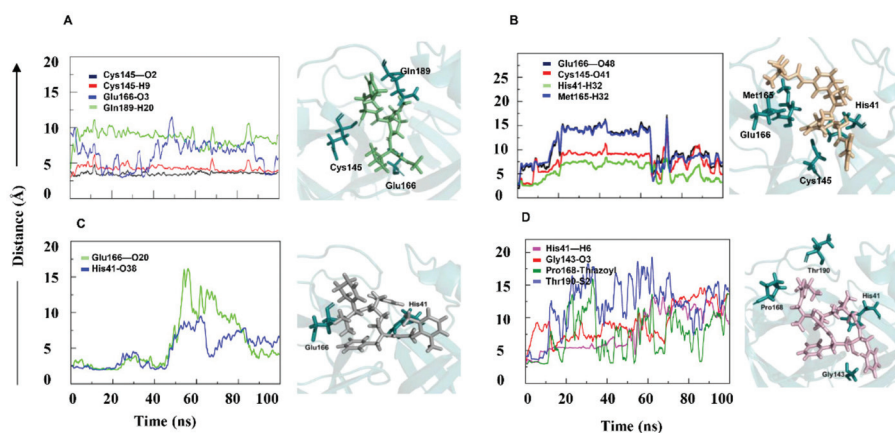 A
20
15
10
5
0
Cys145—O2
Cys145-H9
Glu166-O3
Gln189-H20
Gln189
Cys145
Glu166
B
25
20
15
10
5
0
Glu166—O48
Cys145-O41
His41-H32
Met165-H32
Met165
His41
Glu166
Cys145
Distance (Å)
C
20
15
10
5
0
Glu166—O20
His41-O38
0 20 40 60 80 100
Time (ns)
His41
Glu166
D
20
15
10
5
0
His41—H6
Gly143-O3
Pro168-Thiazoyl
Thr190-S2
0 20 40 60 80 100
Time (ns)
Thr190
His41
Pro168
Gly143